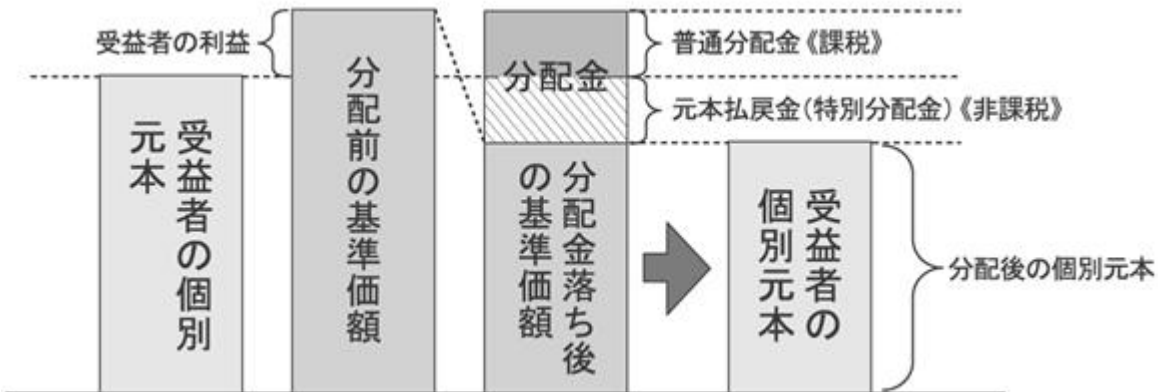 受益者の利益
受益者の個別
元本
分配前の基準価額
分配金
分配金落ち後
の基準価額
普通分配金《課税》
元本払戻金(特別分配金)《非課税》
受益者の
個別元本
分配後の個別元本